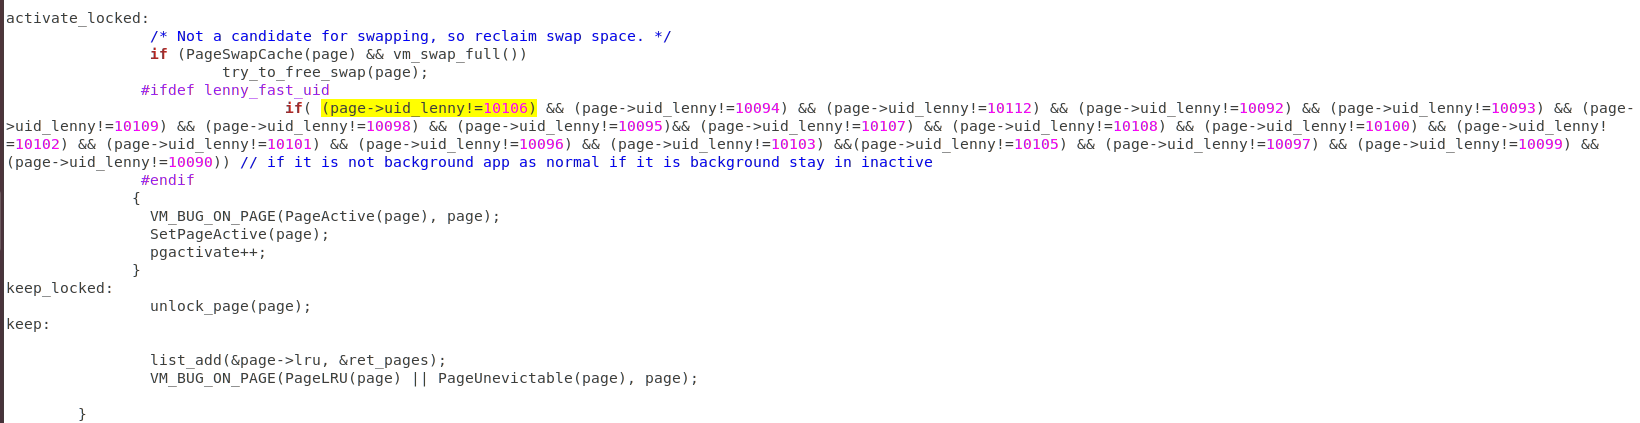 activate_locked:
/* Not a candidate for swapping, so reclaim swap space. */
if (PageSwapCache(page) && vm_swap_full())
try_to_free_swap(page);
#ifdef lenny_fast_uid
if( (page->uid_lenny!=10106) && (page->uid_lenny!=10094) && (page->uid_lenny!=10112) && (page->uid_lenny!=10092) && (page->uid_lenny!=10093) && (page-
>uid_lenny!=10109) && (page->uid_lenny!=10098) && (page->uid_lenny!=10095)&& (page->uid_lenny!=10107) && (page->uid_lenny!=10108) && (page->uid_lenny!=10100) && (page->uid_lenny!
=10102) && (page->uid_lenny!=10101) && (page->uid_lenny!=10096) && (page->uid_lenny!=10103) &&(page->uid_lenny!=10105) && (page->uid_lenny!=10097) && (page->uid_lenny!=10099) &&
(page->uid_lenny!=10090)) // if it is not background app as normal if it is background stay in inactive
#endif
{
VM_BUG_ON_PAGE(PageActive(page), page);
SetPageActive(page);
pgactivate++;
}
keep_locked:
unlock_page(page);
keep:
list_add(&page->lru, &ret_pages);
VM_BUG_ON_PAGE(PageLRU(page) || PageUnevictable(page), page);
}